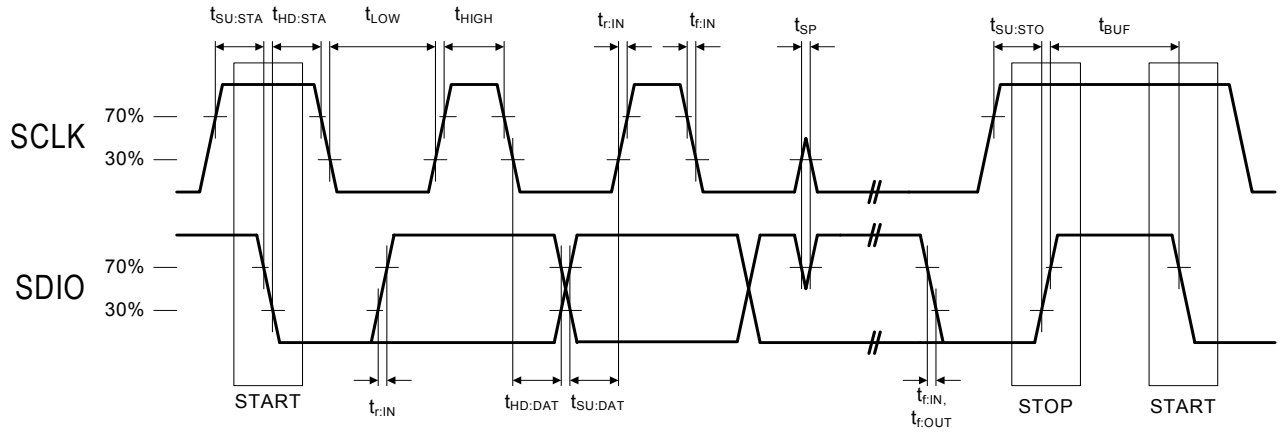 tSU:STA tHD:STA tLOW tHIGH tr:IN tf:IN tSP tSU:STO tBUF
SCLK
70%
30%
SDIO
70%
30%
START tr:IN tHD:DAT tSU:DAT tf:IN, STOP START
tf:OUT